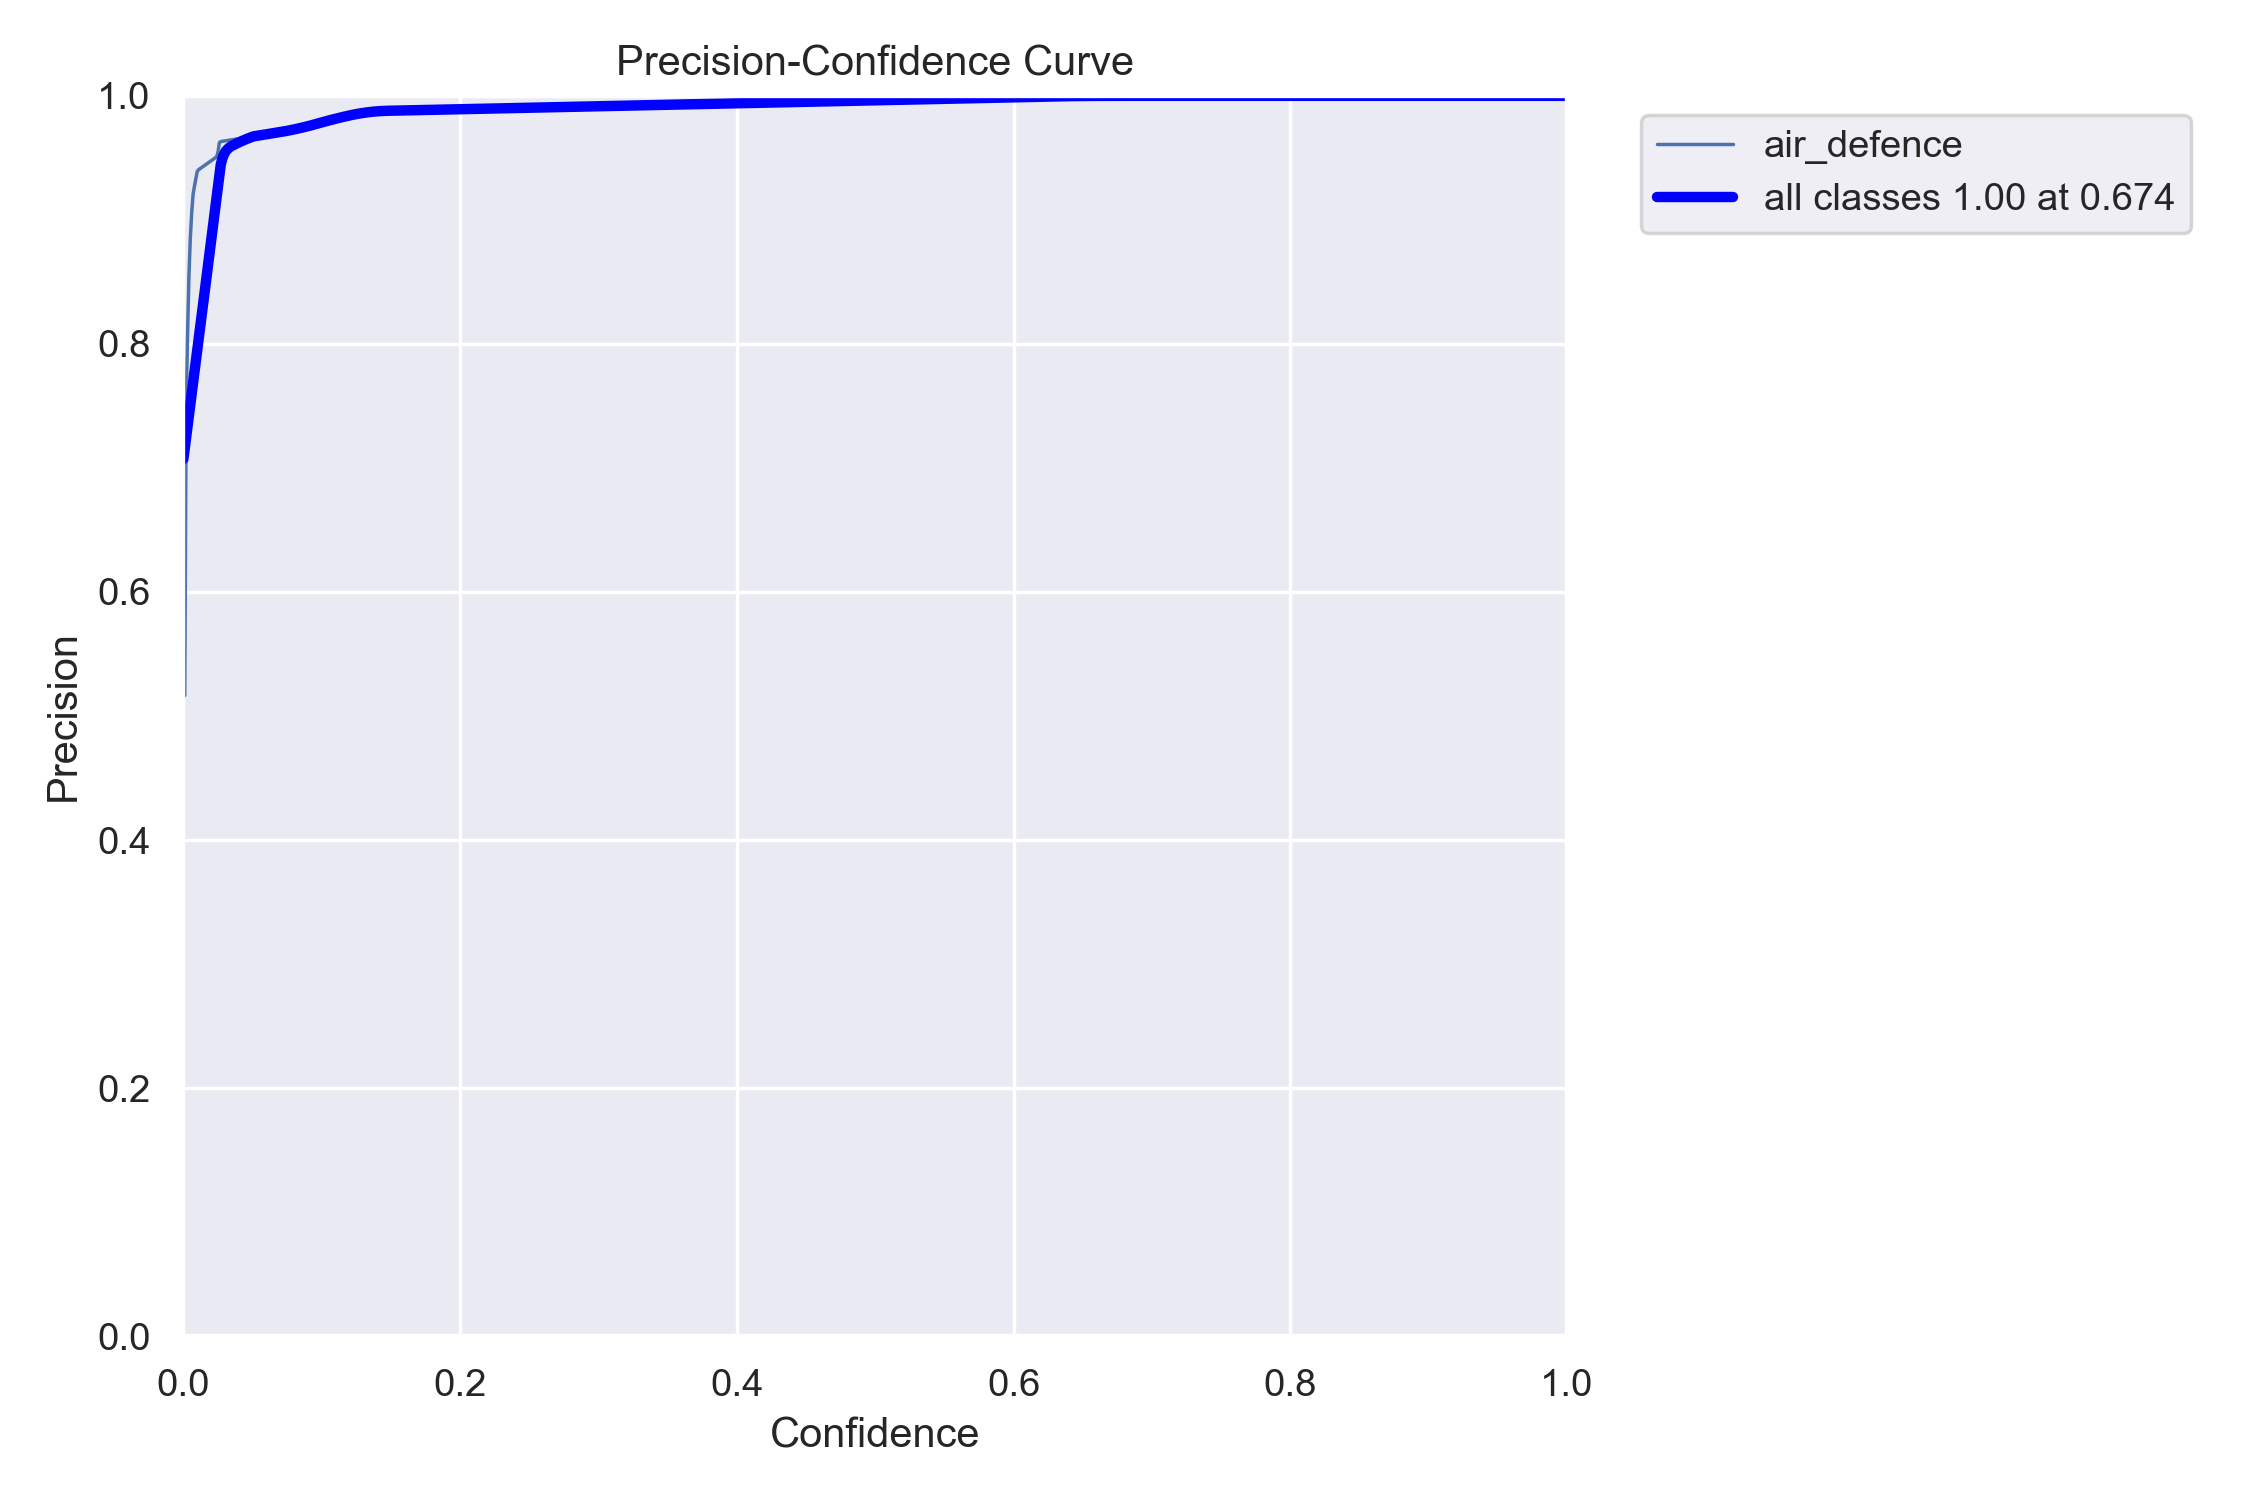 Precision-Confidence Curve
1.0
0.8
0.6
0.4
0.2
0.0
Precision
0.0 0.2 0.4 0.6 0.8 1.0
Confidence
air_defence
all classes 1.00 at 0.674